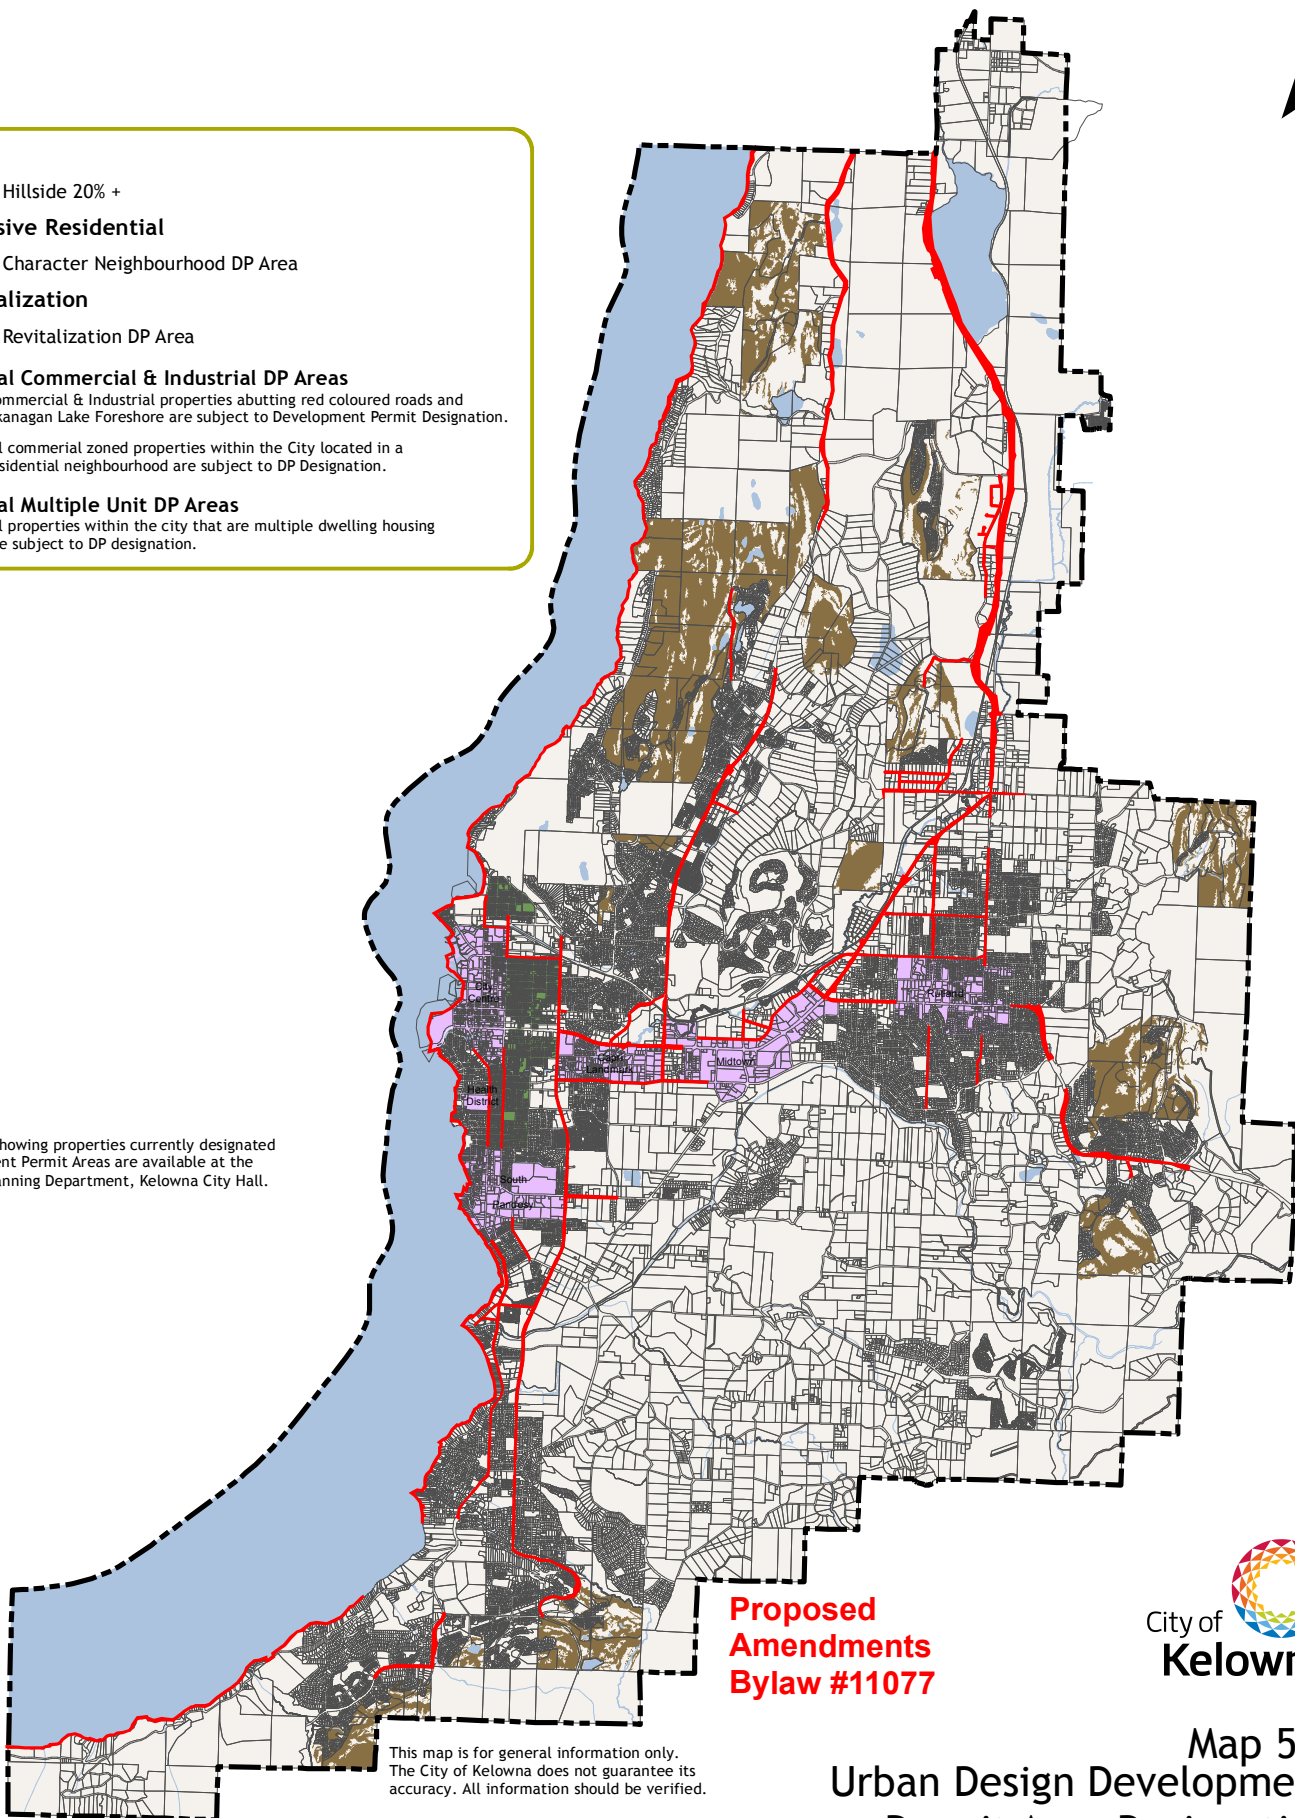 Hillside 20% +
sive Residential
Character Neighbourhood DP Area
alization
Revitalization DP Area
al Commercial & Industrial DP Areas
ommercial & Industrial properties abutting red coloured roads and
kanagan Lake Foreshore are subject to Development Permit Designation.
l commerial zoned properties within the City located in a
sidential neighbourhood are subject to DP Designation.
al Multiple Unit DP Areas
l properties within the city that are multiple dwelling housing
e subject to DP designation.
City
Centre
Rutland
Capri
Landmark
Midtown
Health
District
howing properties currently designated
ent Permit Areas are available at the
anning Department, Kelowna City Hall.
South
Pandosy
Proposed
Amendments
Bylaw #11077
City of
Kelown
This map is for general information only.
The City of Kelowna does not guarantee its
accuracy. All information should be verified.
Map 5
Urban Design Developme